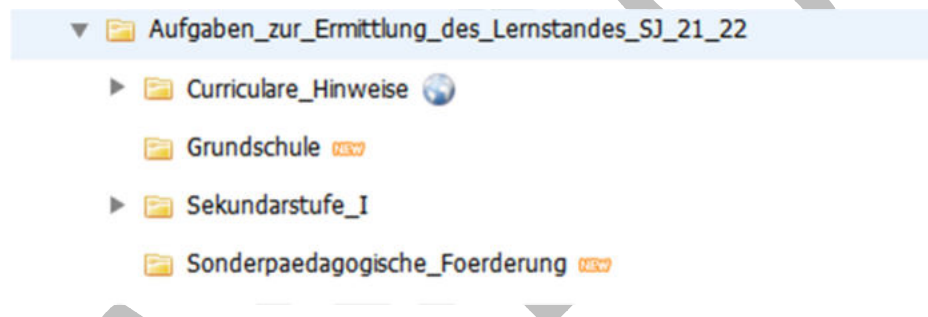 Aufgaben_zur_Ermittlung_des_Lernstandes_SJ_21_22
Curriculare_Hinweise
Grundschule NEW
Sekundarstufe_I
Sonderpaedagogische_Foerderung NEW